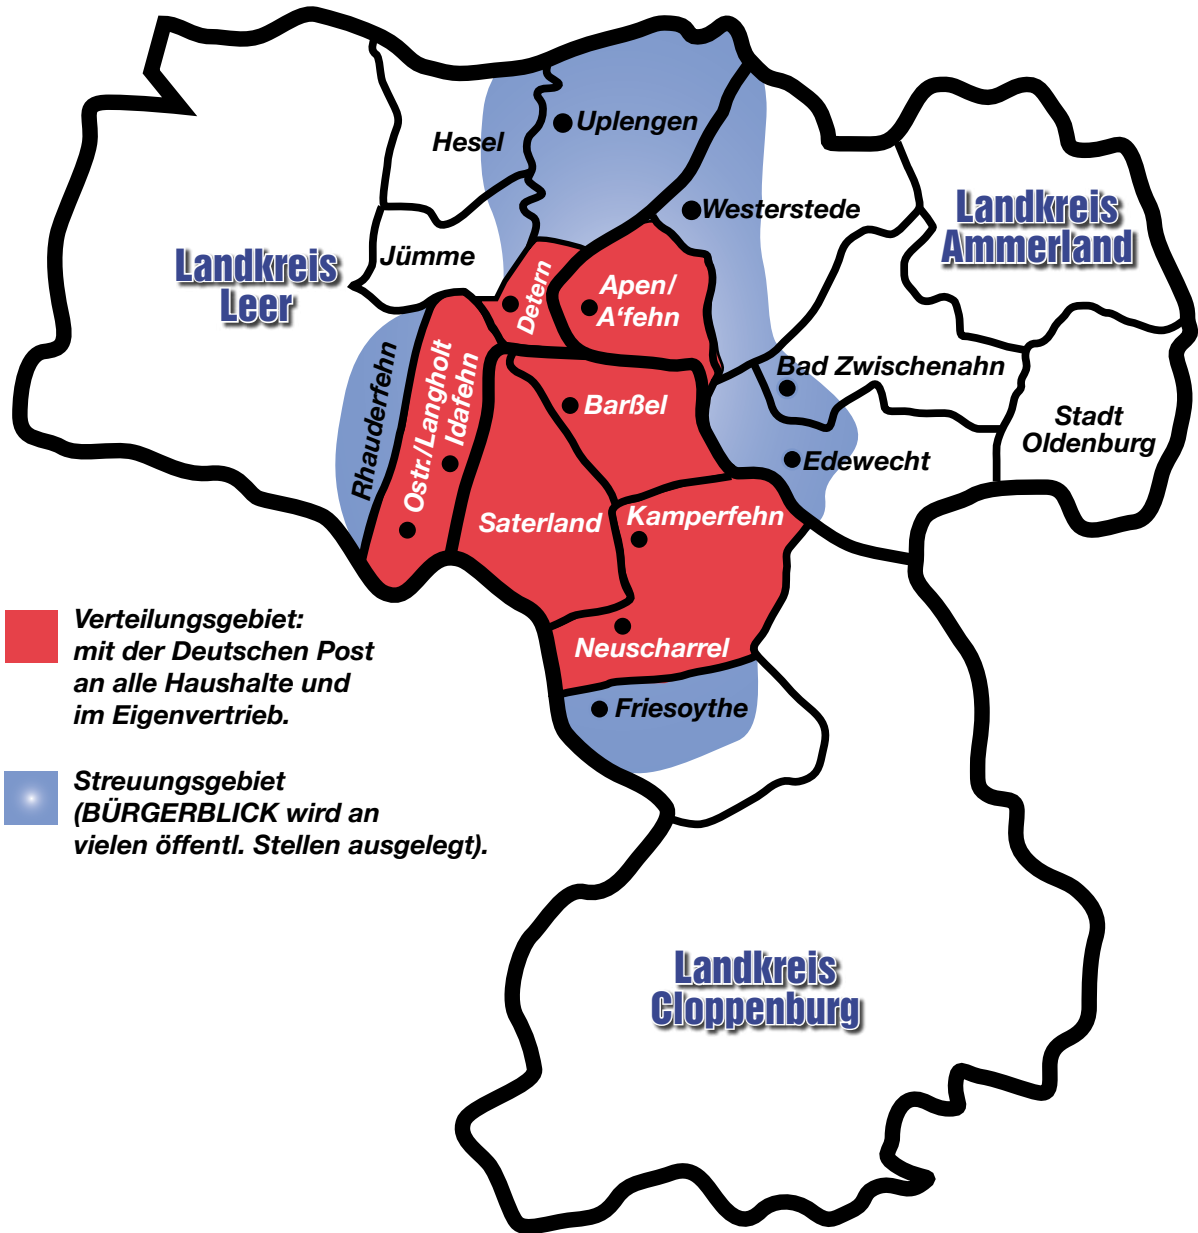 Uplengen
Hesel
Westerstede
Landkreis
Ammerland
Jümme
Landkreis
Leer
Detern
Apen/
A‘fehn
Rhauderfehn
Ostr./Langholt
Idafehn
Bad Zwischenahn
Barßel
Stadt
Oldenburg
Edewecht
Saterland
Kamperfehn
Neuscharrel
Friesoythe
Verteilungsgebiet:
mit der Deutschen Post
an alle Haushalte und
im Eigenvertrieb.
Streuungsgebiet
(BÜRGERBLICK wird an
vielen öffentl. Stellen ausgelegt).
Landkreis
Cloppenburg